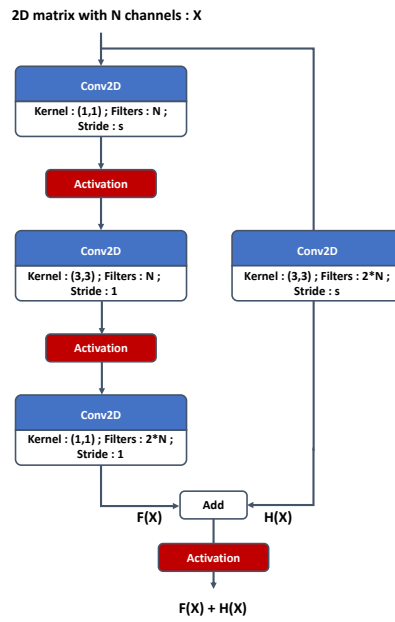 2D matrix with N channels : X
Conv2D
Kernel : (1,1) ; Filters : N ;
Stride : s
Activation
Conv2D
Kernel : (3,3) ; Filters : N ;
Stride : 1
Conv2D
Kernel : (3,3) ; Filters : 2*N ;
Stride : s
Activation
Conv2D
Kernel : (1,1) ; Filters : 2*N ;
Stride : 1
F(X)
Add
H(X)
Activation
F(X) + H(X)